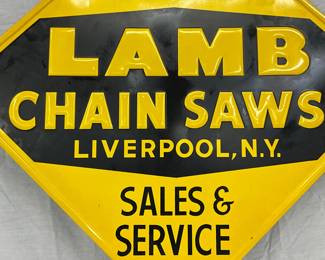 LAMB
CHAIN SAWS
LIVERPOOL, N.Y.
SALES &
SERVICE